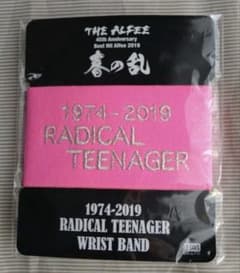 THE ALFEE
45th Anniversary
Best Hit Alfee 2019
春の乱
1974-2019
RADICAL
TEENAGER
1974-2019
RADICAL TEENAGER
WRIST BAND